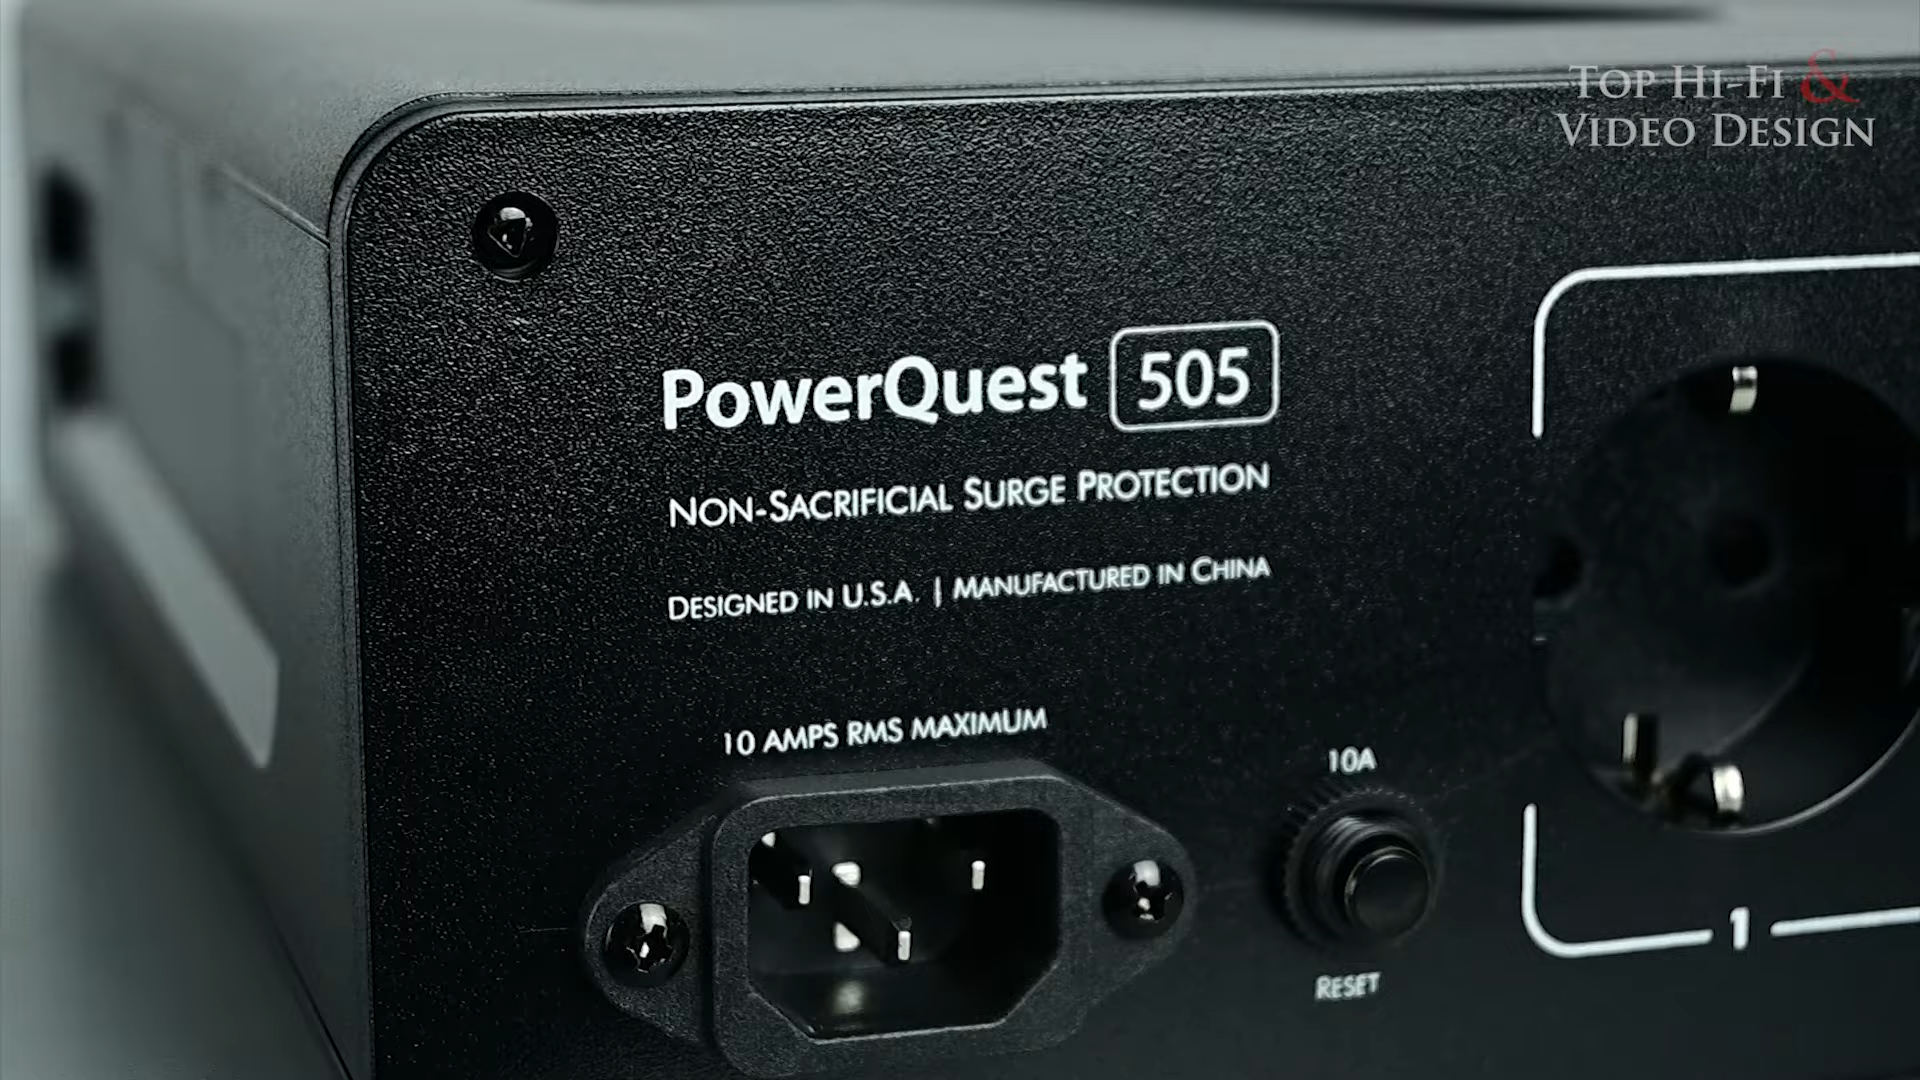 Top Hi-Fi &
Video Design
PowerQuest 505
Non-Sacrificial Surge Protection
Designed in U.S.A. | Manufactured in China
10 AMPS RMS MAXIMUM
10A
Reset
1